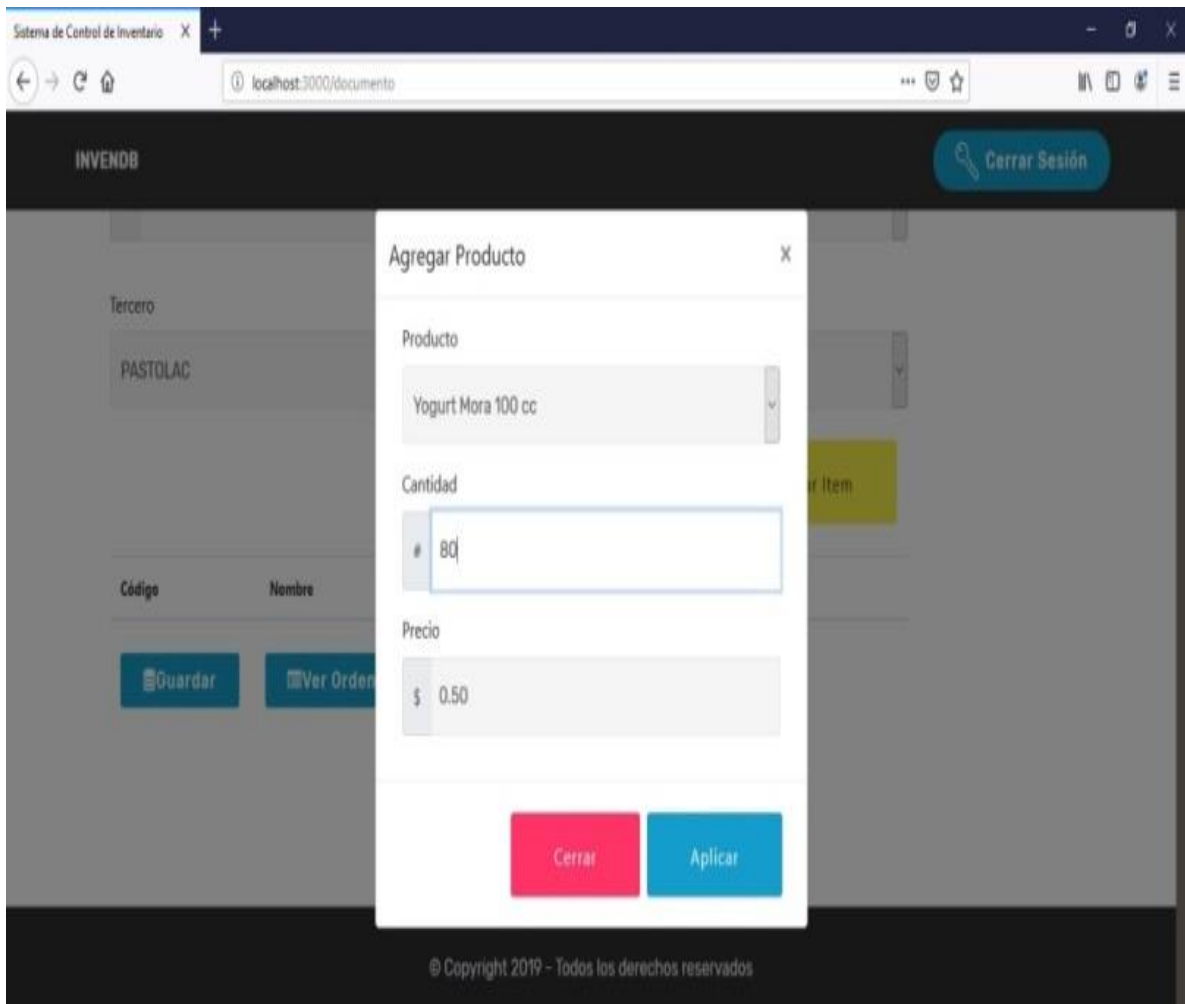 Sistema de Control de Inventario
localhost:3000/documento
INVENDB
Cerrar Sesión
Agregar Producto
Tercero
PASTOLAC
Producto
Yogurt Mora 100 cc
Cantidad
# 80
Item
Código Nombre
Precio
$ 0.50
Guardar Ver Orden
Cerrar Aplicar
© Copyright 2019 - Todos los derechos reservados